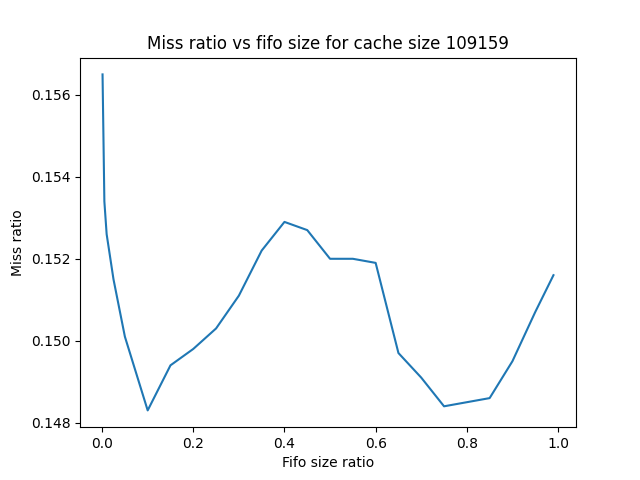 Miss ratio vs fifo size for cache size 109159
0.156
0.154
0.152
0.150
0.148
Miss ratio
0.0 0.2 0.4 0.6 0.8 1.0
Fifo size ratio